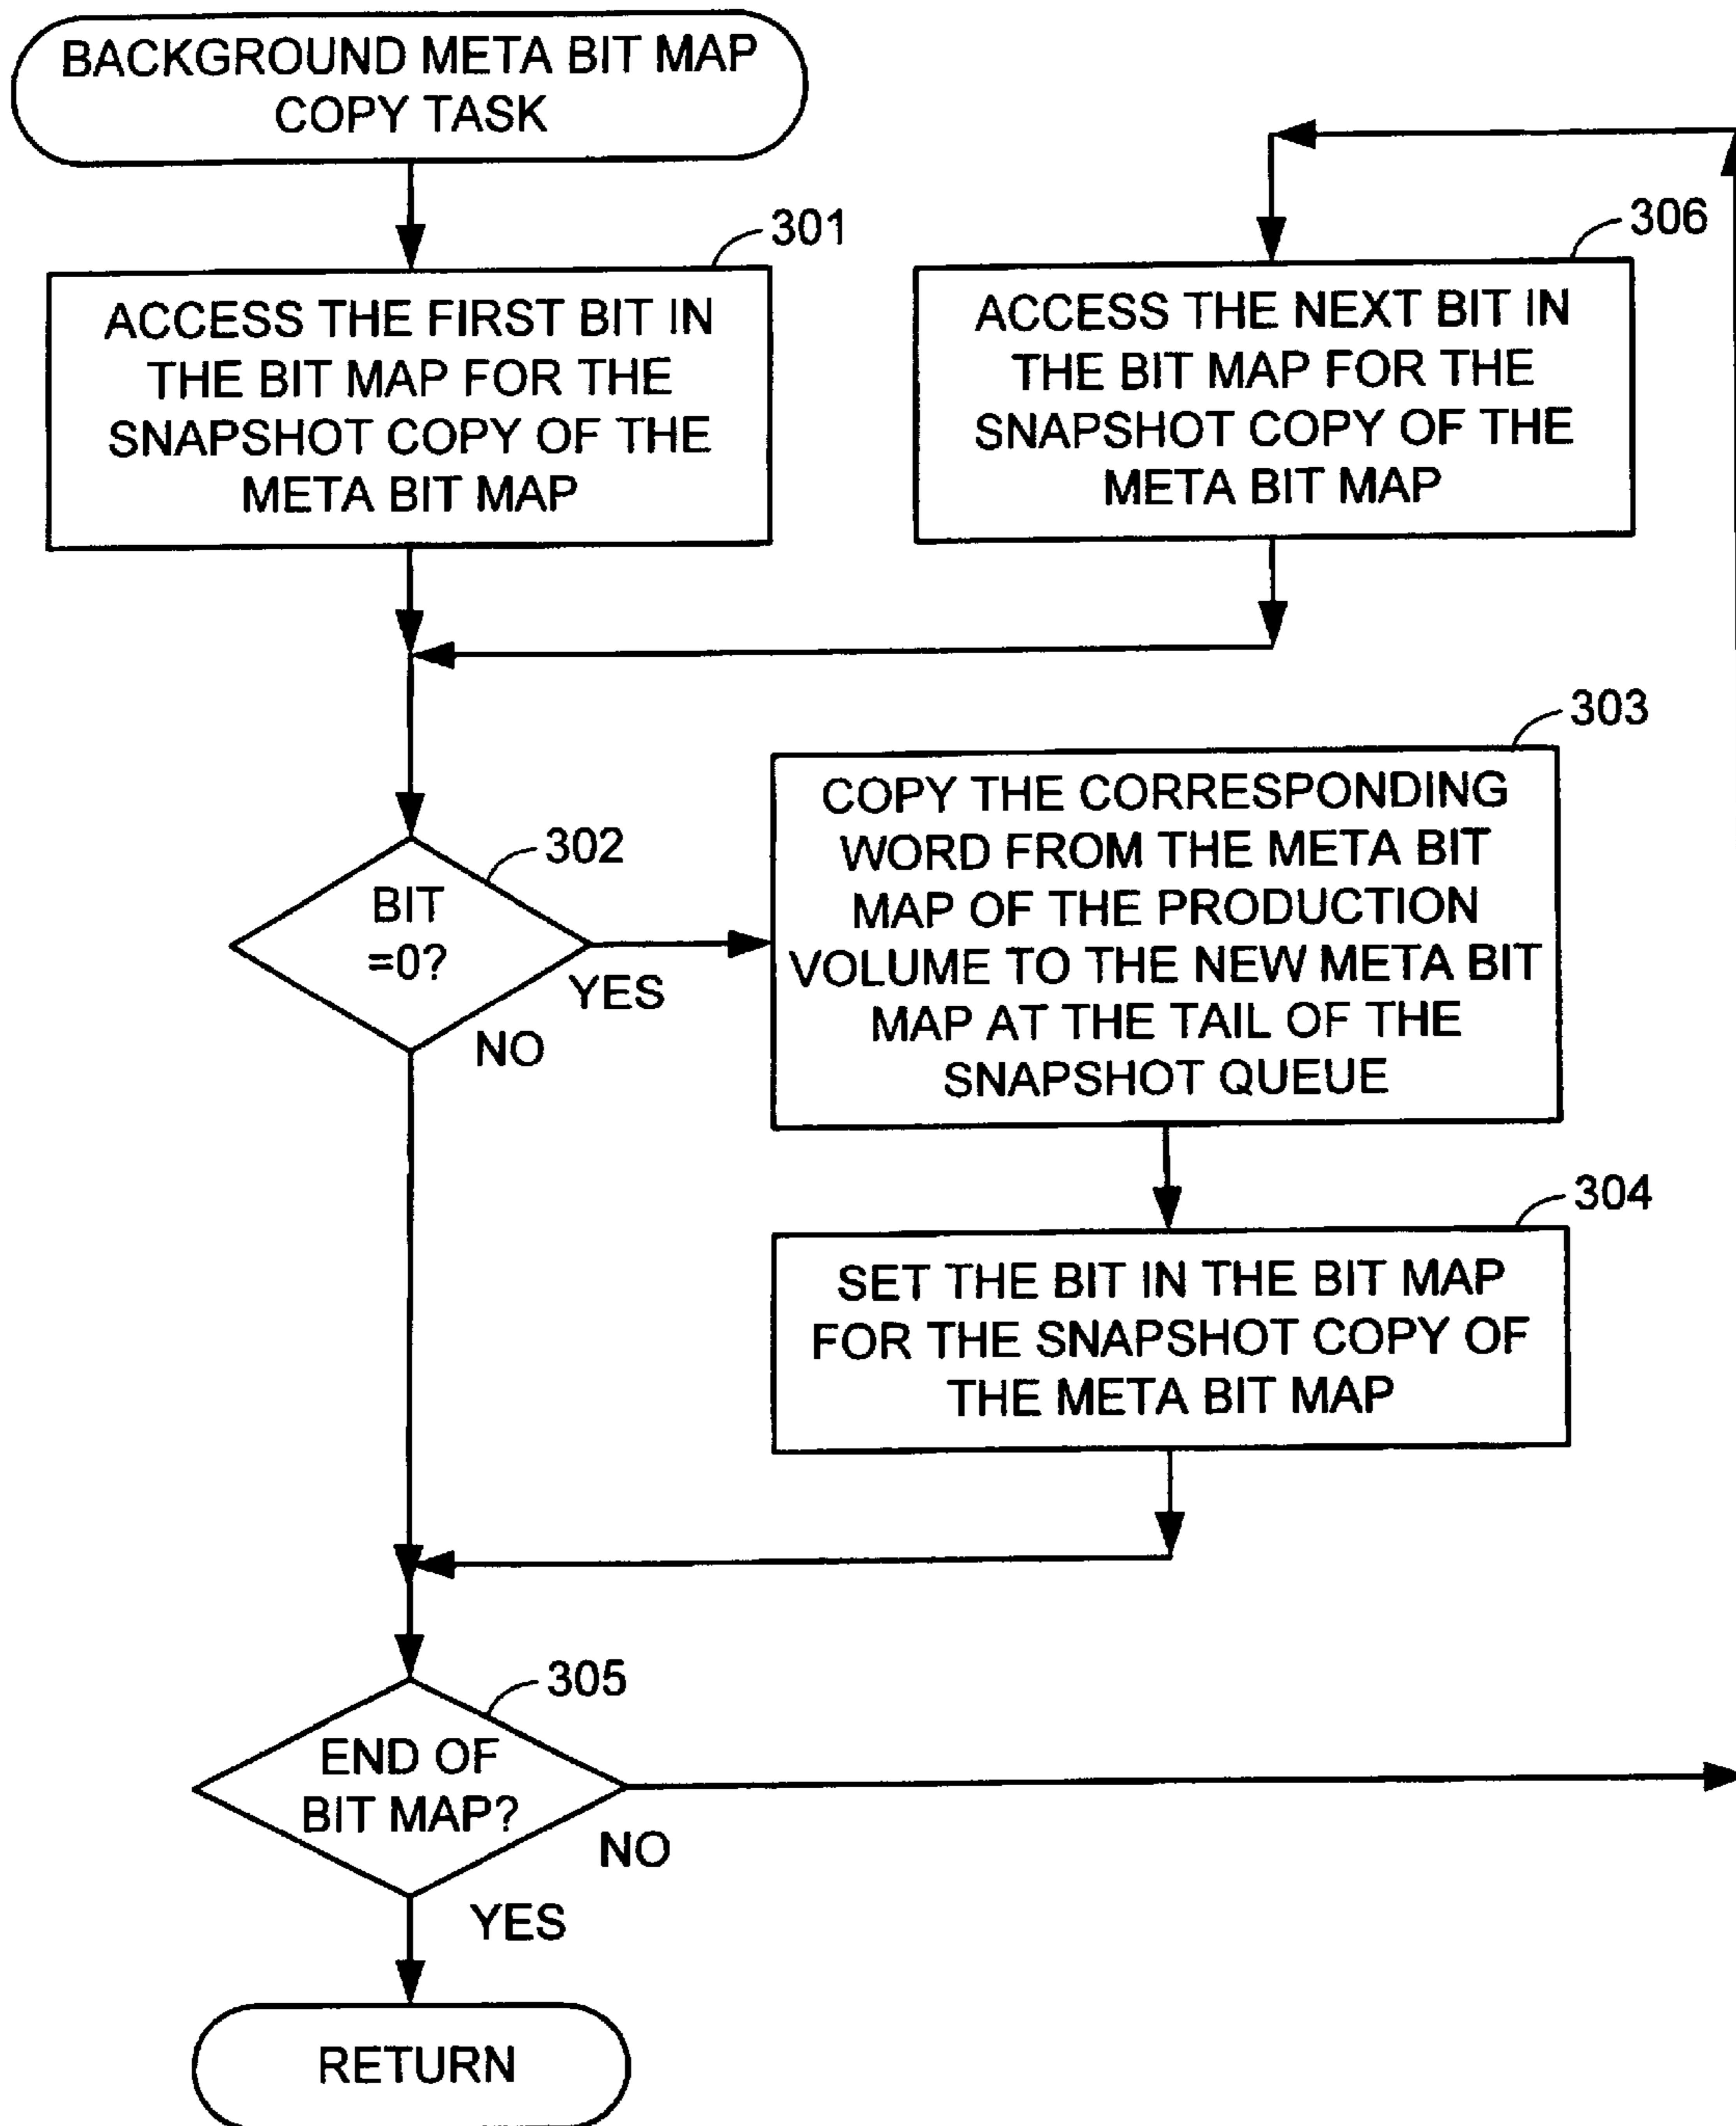 BACKGROUND META BIT MAP
COPY TASK
301
ACCESS THE FIRST BIT IN
THE BIT MAP FOR THE
SNAPSHOT COPY OF THE
META BIT MAP
306
ACCESS THE NEXT BIT IN
THE BIT MAP FOR THE
SNAPSHOT COPY OF THE
META BIT MAP
302
BIT
=0?
YES
NO
303
COPY THE CORRESPONDING
WORD FROM THE META BIT
MAP OF THE PRODUCTION
VOLUME TO THE NEW META BIT
MAP AT THE TAIL OF THE
SNAPSHOT QUEUE
304
SET THE BIT IN THE BIT MAP
FOR THE SNAPSHOT COPY OF
THE META BIT MAP
305
END OF
BIT MAP?
NO
YES
RETURN